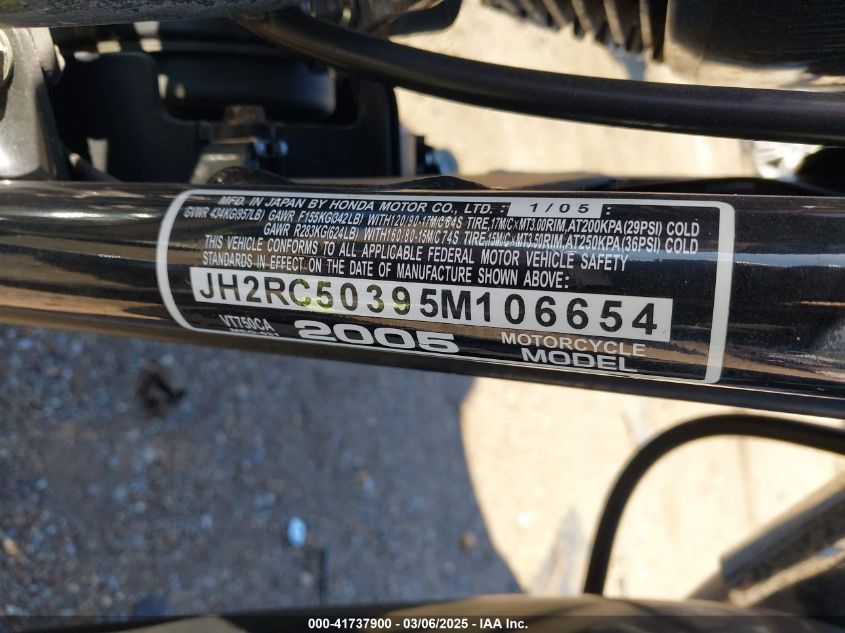 MFD. IN JAPAN BY HONDA MOTOR CO., LTD. : 1/05 :
GVWR 434KG(957LB) GAWR F155KG(342LB) WITH120/90-17M/C 64S TIRE,17M/C×MT3.00RIM,AT200KPA(29PSI) COLD
GAWR R283KG(624LB) WITH160/80-15M/C 74S TIRE,15M/C×MT3.50RIM,AT250KPA(36PSI) COLD
THIS VEHICLE CONFORMS TO ALL APPLICABLE FEDERAL MOTOR VEHICLE SAFETY
STANDARDS IN EFFECT ON THE DATE OF MANUFACTURE SHOWN ABOVE:
JH2RC50395M106654
VT750CA 2005 MOTORCYCLE
MODEL
000-41737900 - 03/06/2025 - IAA Inc.